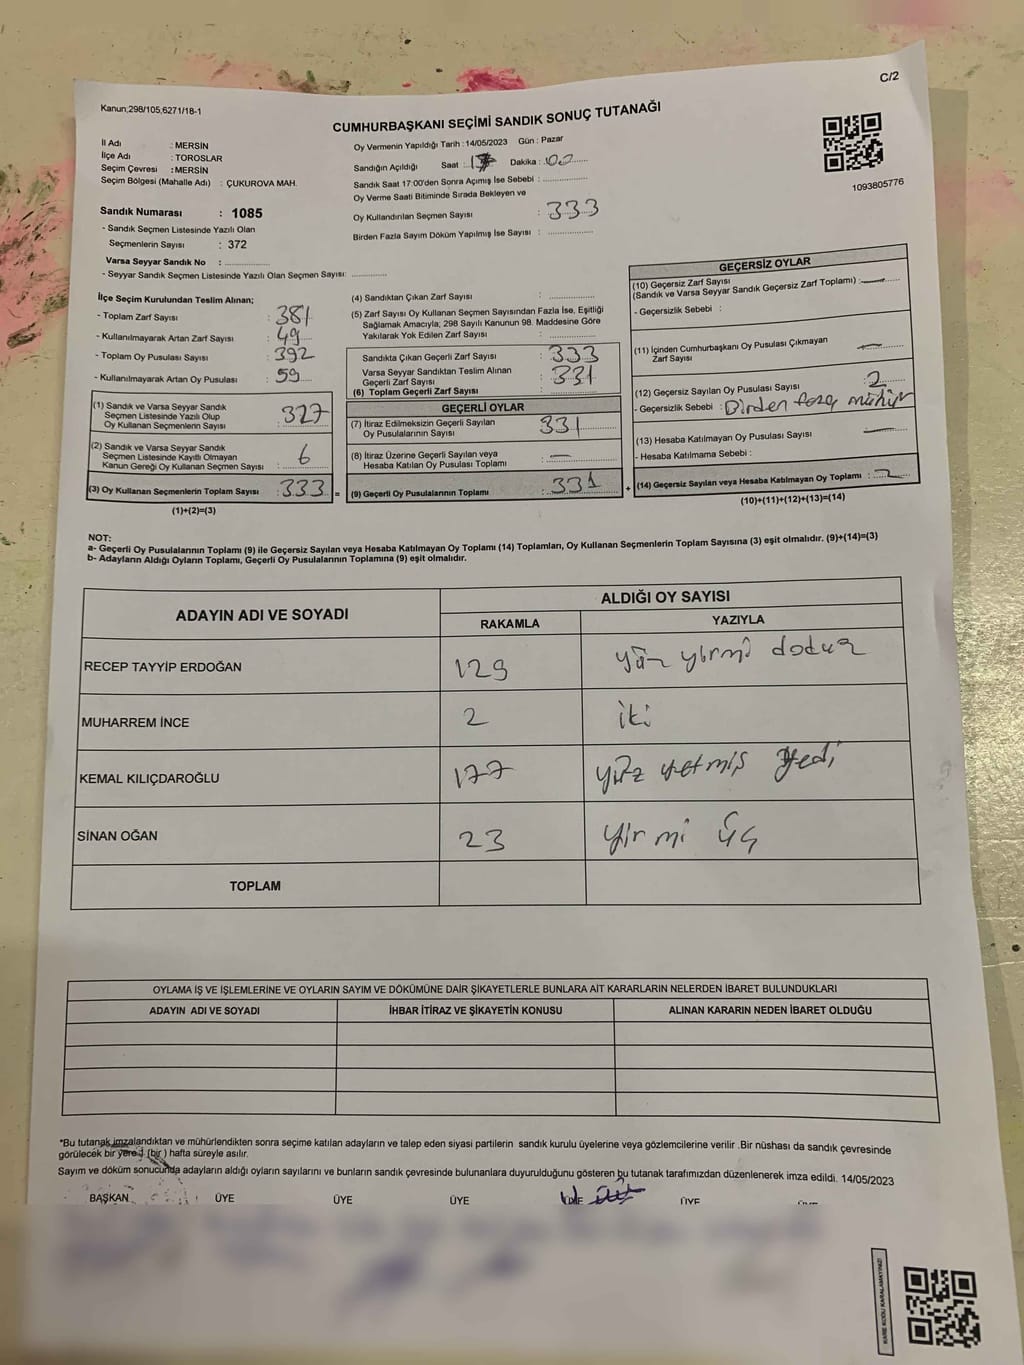 C/2
Kanun;298/105,6271/18-1
CUMHURBAŞKANI SEÇİMİ SANDIK SONUÇ TUTANAĞI
İl Adı : MERSİN
İlçe Adı : TOROSLAR
Seçim Çevresi : MERSİN
Seçim Bölgesi (Mahalle Adı) : ÇUKUROVA MAH.
Sandık Numarası : 1085
- Sandık Seçmen Listesinde Yazılı Olan
Seçmenlerin Sayısı : 372
Varsa Seyyar Sandık No : ..............
- Seyyar Sandık Seçmen Listesinde Yazılı Olan Seçmen Sayısı: ............
Oy Vermenin Yapıldığı Tarih : 14/05/2023 Gün : Pazar
Sandığın Açıldığı Saat : 17 Dakika : 00
Sandık Saat 17:00'den Sonra Açımış İse Sebebi : ..............
Oy Verme Saati Bitiminde Sırada Bekleyen ve
Oy Kullandırılan Seçmen Sayısı : 333
Birden Fazla Sayım Döküm Yapılmış İse Sayısı : ..............
1093805776
İlçe Seçim Kurulundan Teslim Alınan;
- Toplam Zarf Sayısı : 381
- Kullanılmayarak Artan Zarf Sayısı : 49
- Toplam Oy Pusulası Sayısı : 392
- Kullanılmayarak Artan Oy Pusulası : 59
(1) Sandık ve Varsa Seyyar Sandık
Seçmen Listesinde Yazılı Olup
Oy Kullanan Seçmenlerin Sayısı : 327
(2) Sandık ve Varsa Seyyar Sandık
Seçmen Listesinde Kayıtlı Olmayan
Kanun Gereği Oy Kullanan Seçmen Sayısı : 6
(3) Oy Kullanan Seçmenlerin Toplam Sayısı : 333 =
(1)+(2)=(3)
(4) Sandıktan Çıkan Zarf Sayısı : ..............
(5) Zarf Sayısı Oy Kullanan Seçmen Sayısından Fazla İse, Eşitliği
Sağlamak Amacıyla; 298 Sayılı Kanunun 98. Maddesine Göre
Yakılarak Yok Edilen Zarf Sayısı : ..............
Sandıkta Çıkan Geçerli Zarf Sayısı : 333
Varsa Seyyar Sandıktan Teslim Alınan
Geçerli Zarf Sayısı : 331
(6) Toplam Geçerli Zarf Sayısı
GEÇERLİ OYLAR
(7) İtiraz Edilmeksizin Geçerli Sayılan
Oy Pusulalarının Sayısı : 331
(8) İtiraz Üzerine Geçerli Sayılan veya
Hesaba Katılan Oy Pusulası Toplamı : —
(9) Geçerli Oy Pusulalarının Toplamı : 331 +
GEÇERSİZ OYLAR
(10) Geçersiz Zarf Sayısı
(Sandık ve Varsa Seyyar Sandık Geçersiz Zarf Toplamı) : —
- Geçersizlik Sebebi :
(11) İçinden Cumhurbaşkanı Oy Pusulası Çıkmayan
Zarf Sayısı : —
(12) Geçersiz Sayılan Oy Pusulası Sayısı : 2
- Geçersizlik Sebebi : Birden faza mühür
(13) Hesaba Katılmayan Oy Pusulası Sayısı : —
- Hesaba Katılmama Sebebi :
(14) Geçersiz Sayılan veya Hesaba Katılmayan Oy Toplamı : 2
(10)+(11)+(12)+(13)=(14)
NOT:
a- Geçerli Oy Pusulalarının Toplamı (9) ile Geçersiz Sayılan veya Hesaba Katılmayan Oy Toplamı (14) Toplamları, Oy Kullanan Seçmenlerin Toplam Sayısına (3) eşit olmalıdır. (9)+(14)=(3)
b- Adayların Aldığı Oyların Toplamı, Geçerli Oy Pusulalarının Toplamına (9) eşit olmalıdır.
ADAYIN ADI VE SOYADI
ALDIĞI OY SAYISI
RAKAMLA YAZIYLA
RECEP TAYYİP ERDOĞAN 129 yüz yirmi dokuz
MUHARREM İNCE 2 iki
KEMAL KILIÇDAROĞLU 177 yüz yetmiş yedi
SİNAN OĞAN 23 yirmi üç
TOPLAM
OYLAMA İŞ VE İŞLEMLERİNE VE OYLARIN SAYIM VE DÖKÜMÜNE DAİR ŞİKAYETLERLE BUNLARA AİT KARARLARIN NELERDEN İBARET BULUNDUKLARI
ADAYIN ADI VE SOYADI İHBAR İTİRAZ VE ŞİKAYETİN KONUSU ALINAN KARARIN NEDEN İBARET OLDUĞU
*Bu tutanak imzalandıktan ve mühürlendikten sonra seçime katılan adayların ve talep eden siyasi partilerin sandık kurulu üyelerine veya gözlemcilerine verilir .Bir nüshası da sandık çevresinde
görülecek bir yere 1 (bir ) hafta süreyle asılır.
Sayım ve döküm sonucunda adayların aldığı oyların sayılarını ve bunların sandık çevresinde bulunanlara duyurulduğunu gösteren bu tutanak tarafımızdan düzenlenerek imza edildi. 14/05/2023
BAŞKAN ÜYE ÜYE ÜYE ÜYE ÜYE
KARE KODU KARALAMAYINIZ!